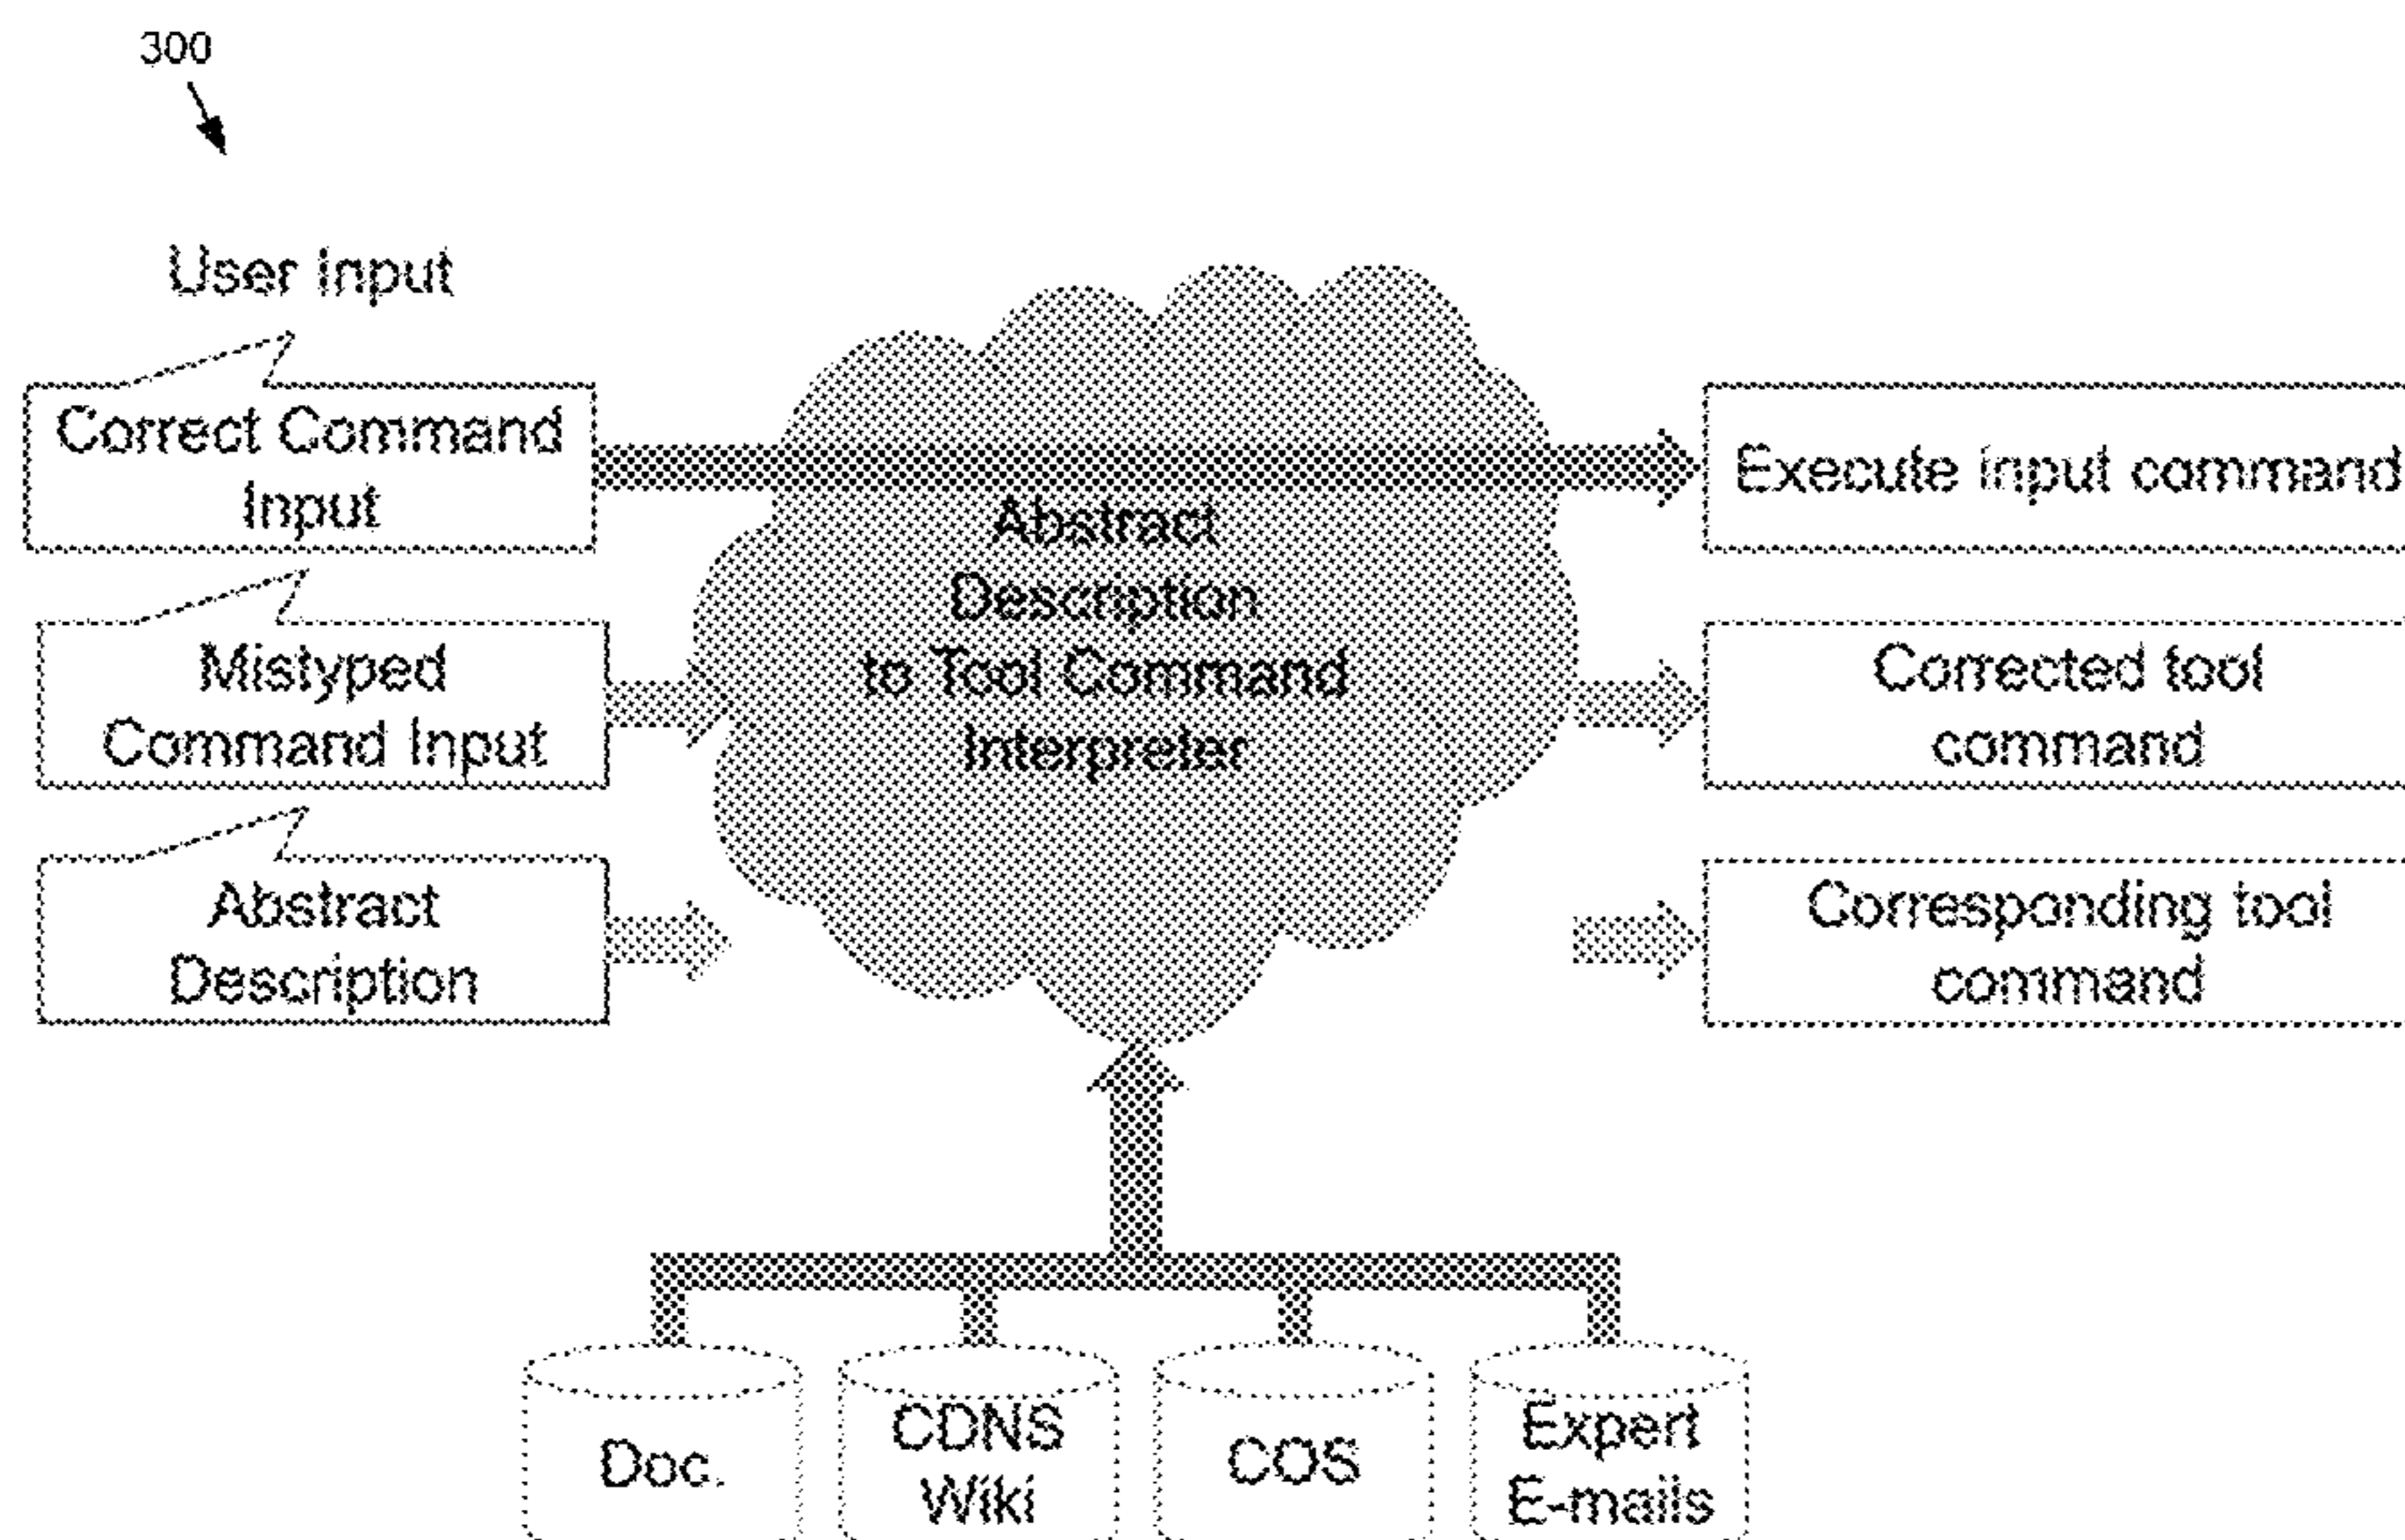 300
User Input
Correct Command
Input
Mistyped
Command Input
Abstract
Description
Abstract
Description
to Tool Command
Interpreter
Execute input command
Corrected tool
command
Corresponding tool
command
Doc.
CDNS
Wiki
COS
Expert
E-mails